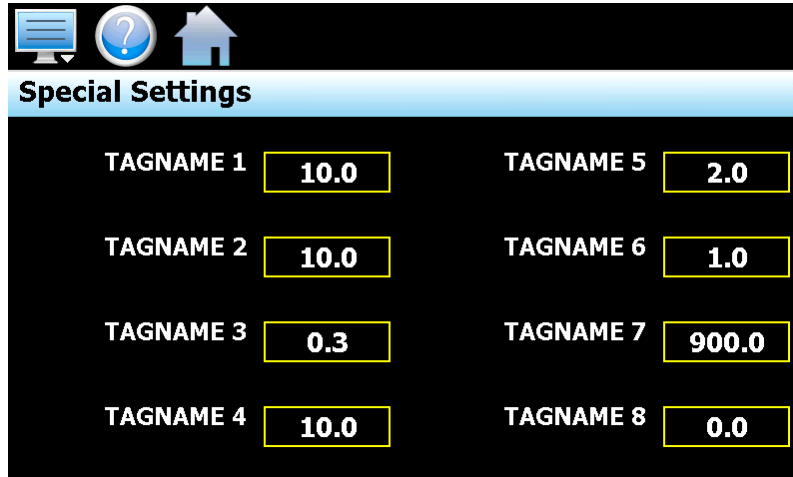 ?
Special Settings
TAGNAME 1 10.0 TAGNAME 5 2.0
TAGNAME 2 10.0 TAGNAME 6 1.0
TAGNAME 3 0.3 TAGNAME 7 900.0
TAGNAME 4 10.0 TAGNAME 8 0.0